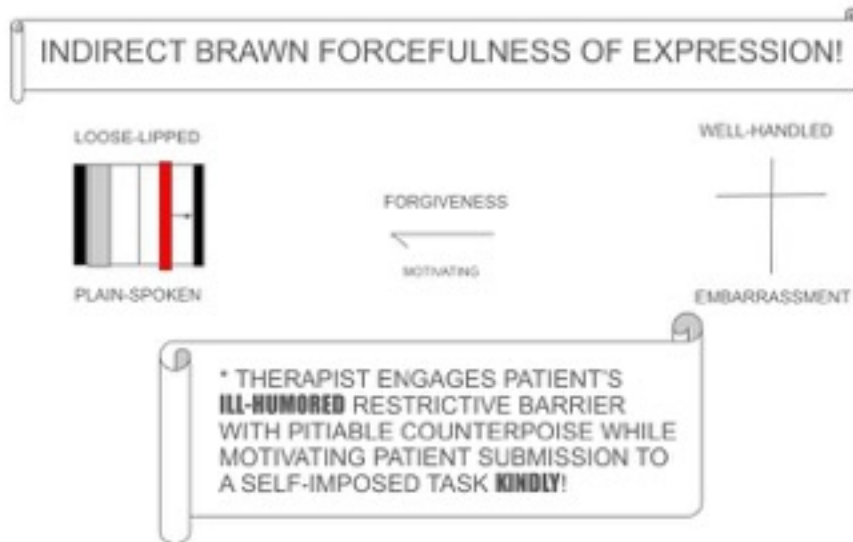 INDIRECT BRAWN FORCEFULNESS OF EXPRESSION!
LOOSE-LIPPED
PLAIN-SPOKEN
FORGIVENESS
MOTIVATING
WELL-HANDLED
EMBARRASSMENT
* THERAPIST ENGAGES PATIENT'S
ILL-HUMORED RESTRICTIVE BARRIER
WITH PITIABLE COUNTERPOISE WHILE
MOTIVATING PATIENT SUBMISSION TO
A SELF-IMPOSED TASK KINDLY!